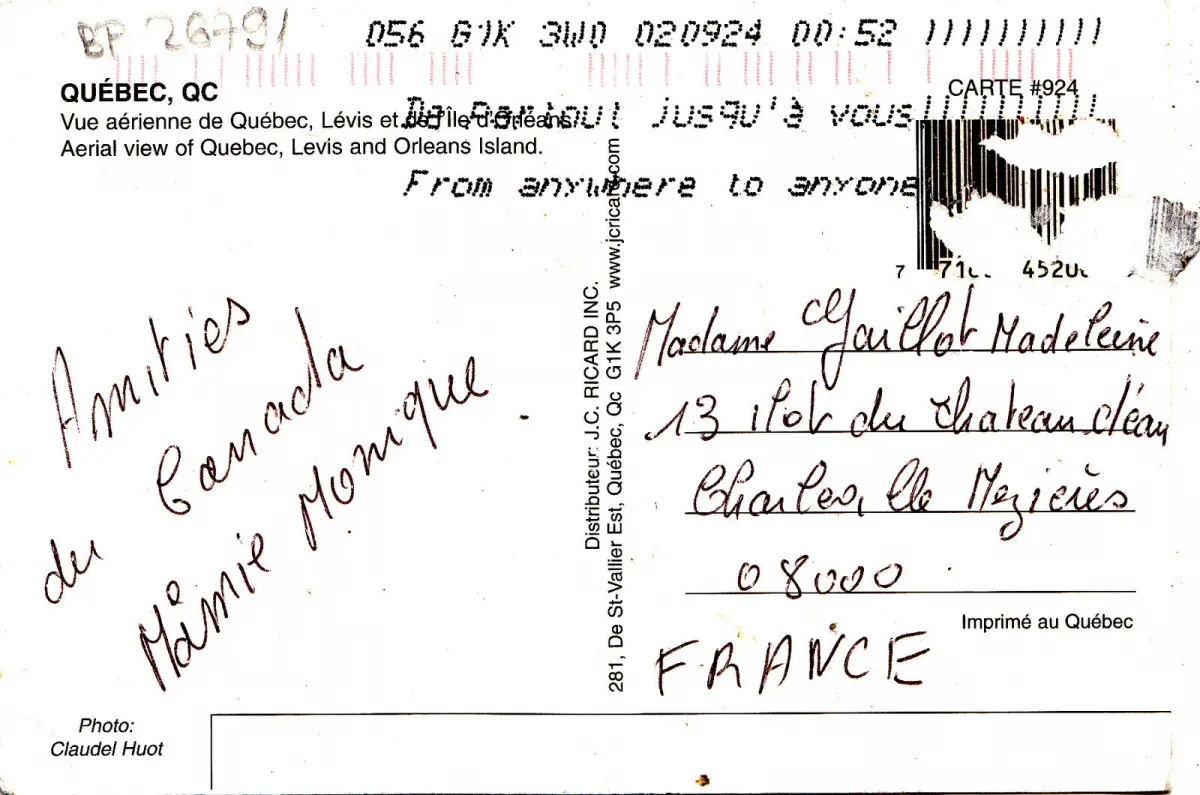 BP 26791
056 G1K 3W0 020924 00:52
QUÉBEC, QC
CARTE #924
Vue aérienne de Québec, Lévis et de l'Île d'Orléans.
De Partout jusqu'à vous
Aerial view of Quebec, Levis and Orleans Island.
From anywhere to anyone
Amitiés
du Canada
Mâmie Monique.
Distributeur: J.C. RICARD INC.
281, De St-Vallier Est, Québec, Qc G1K 3P5 www.jcricard.com
Madame Gaillot Madeleine
13 ilot du chateau d'éau
Charleville Mezières
08000
FRANCE
Imprimé au Québec
Photo:
Claudel Huot